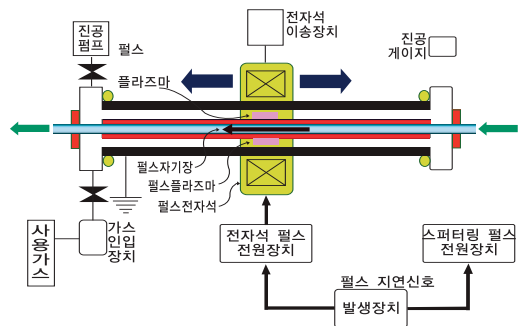 진공
펌프
펄스
플라즈마
전자석
이송장치
진공
게이지
펄스자기장
펄스플라즈마
펄스전자석
사용가스
가스
인입
장치
전자석 펄스
전원장치
스퍼터링 펄스
전원장치
펄스 지연신호
발생장치